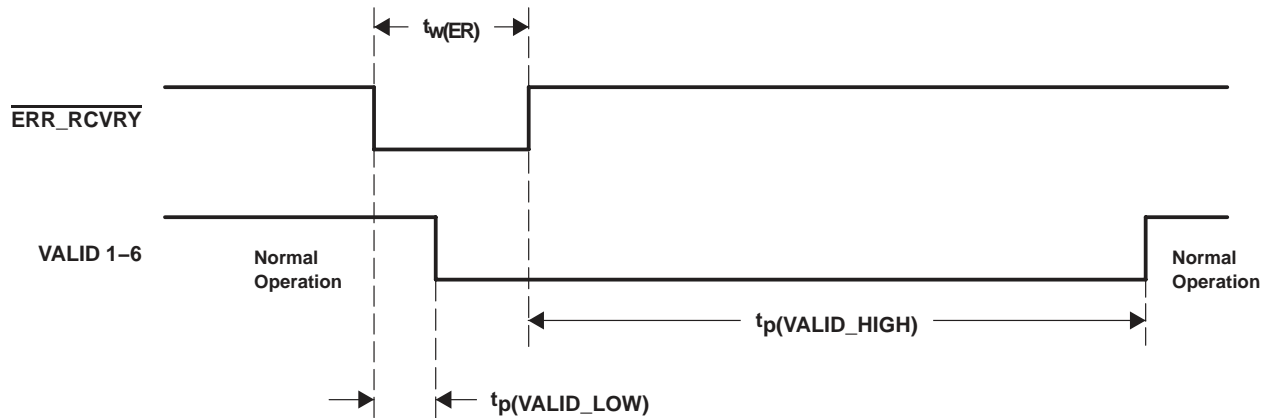 tw(ER)
ERR_RCVRY
VALID 1–6
Normal
Operation
Normal
Operation
tp(VALID_HIGH)
tp(VALID_LOW)